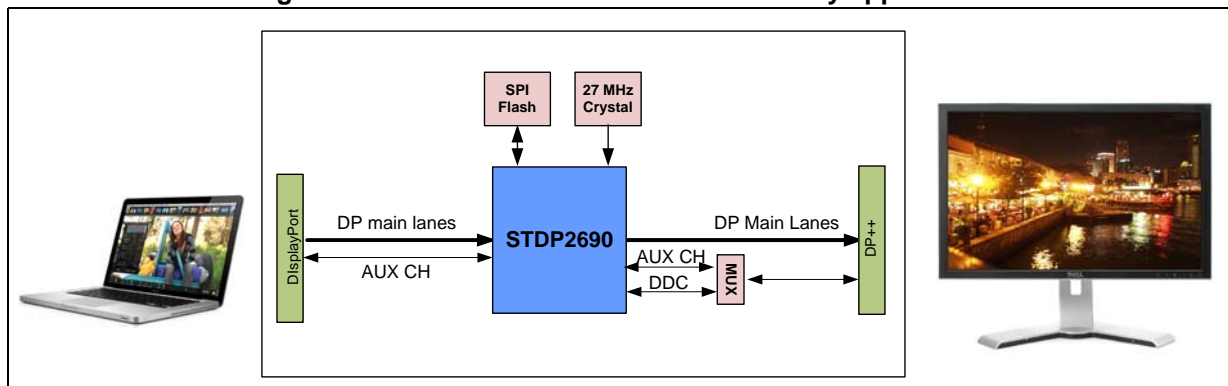 SPI
Flash
27 MHz
Crystal
DIsplayPort
DP main lanes
AUX CH
STDP2690
DP Main Lanes
AUX CH
DDC
MUX
DP++
DELL